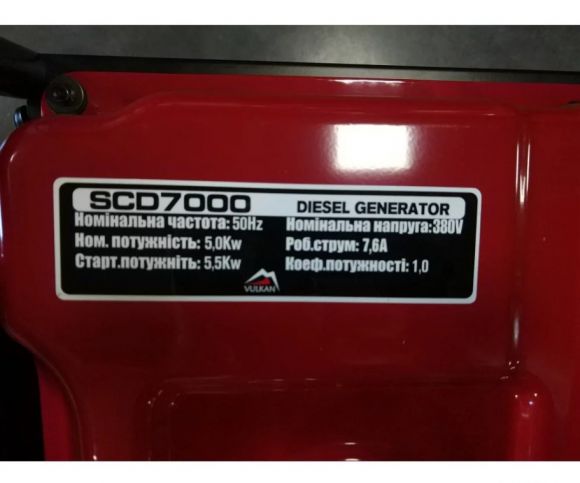 SCD7000 DIESEL GENERATOR
Номінальна частота: 50Hz Номінальна напруга:380V
Ном. потужність: 5,0Kw Роб.струм: 7,6A
Старт.потужніть: 5,5Kw Коеф.потужності: 1,0
VULKAN